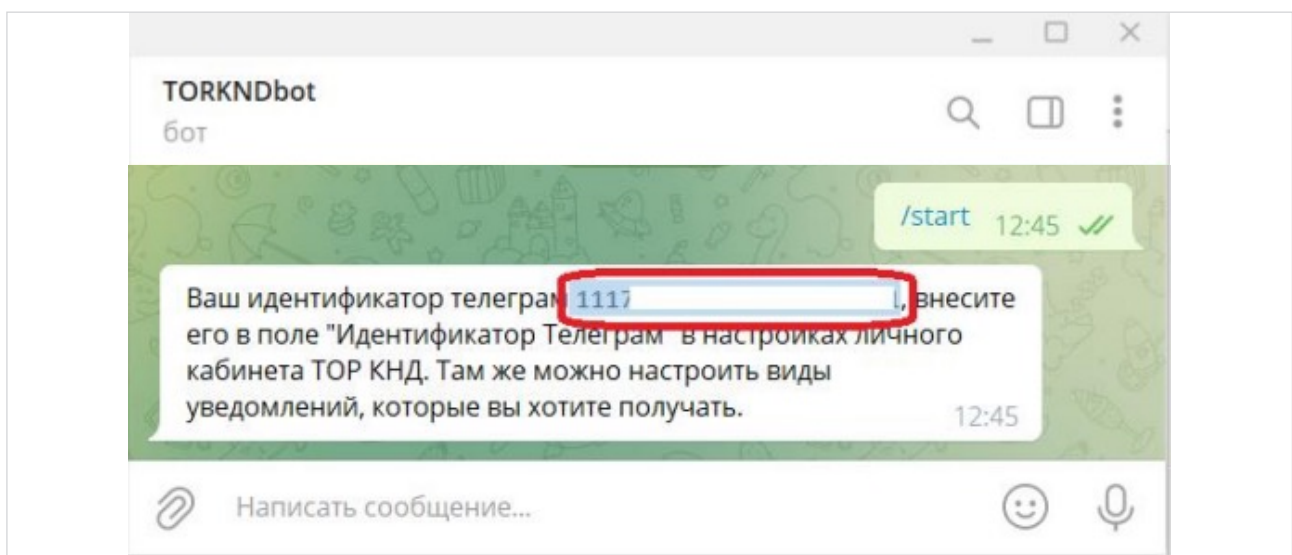 TORKNDbot
бот
/start 12:45
Ваш идентификатор телеграм 1117 , внесите
его в поле "Идентификатор Телеграм" в настройках личного
кабинета ТОР КНД. Там же можно настроить виды
уведомлений, которые вы хотите получать.
12:45
Написать сообщение...